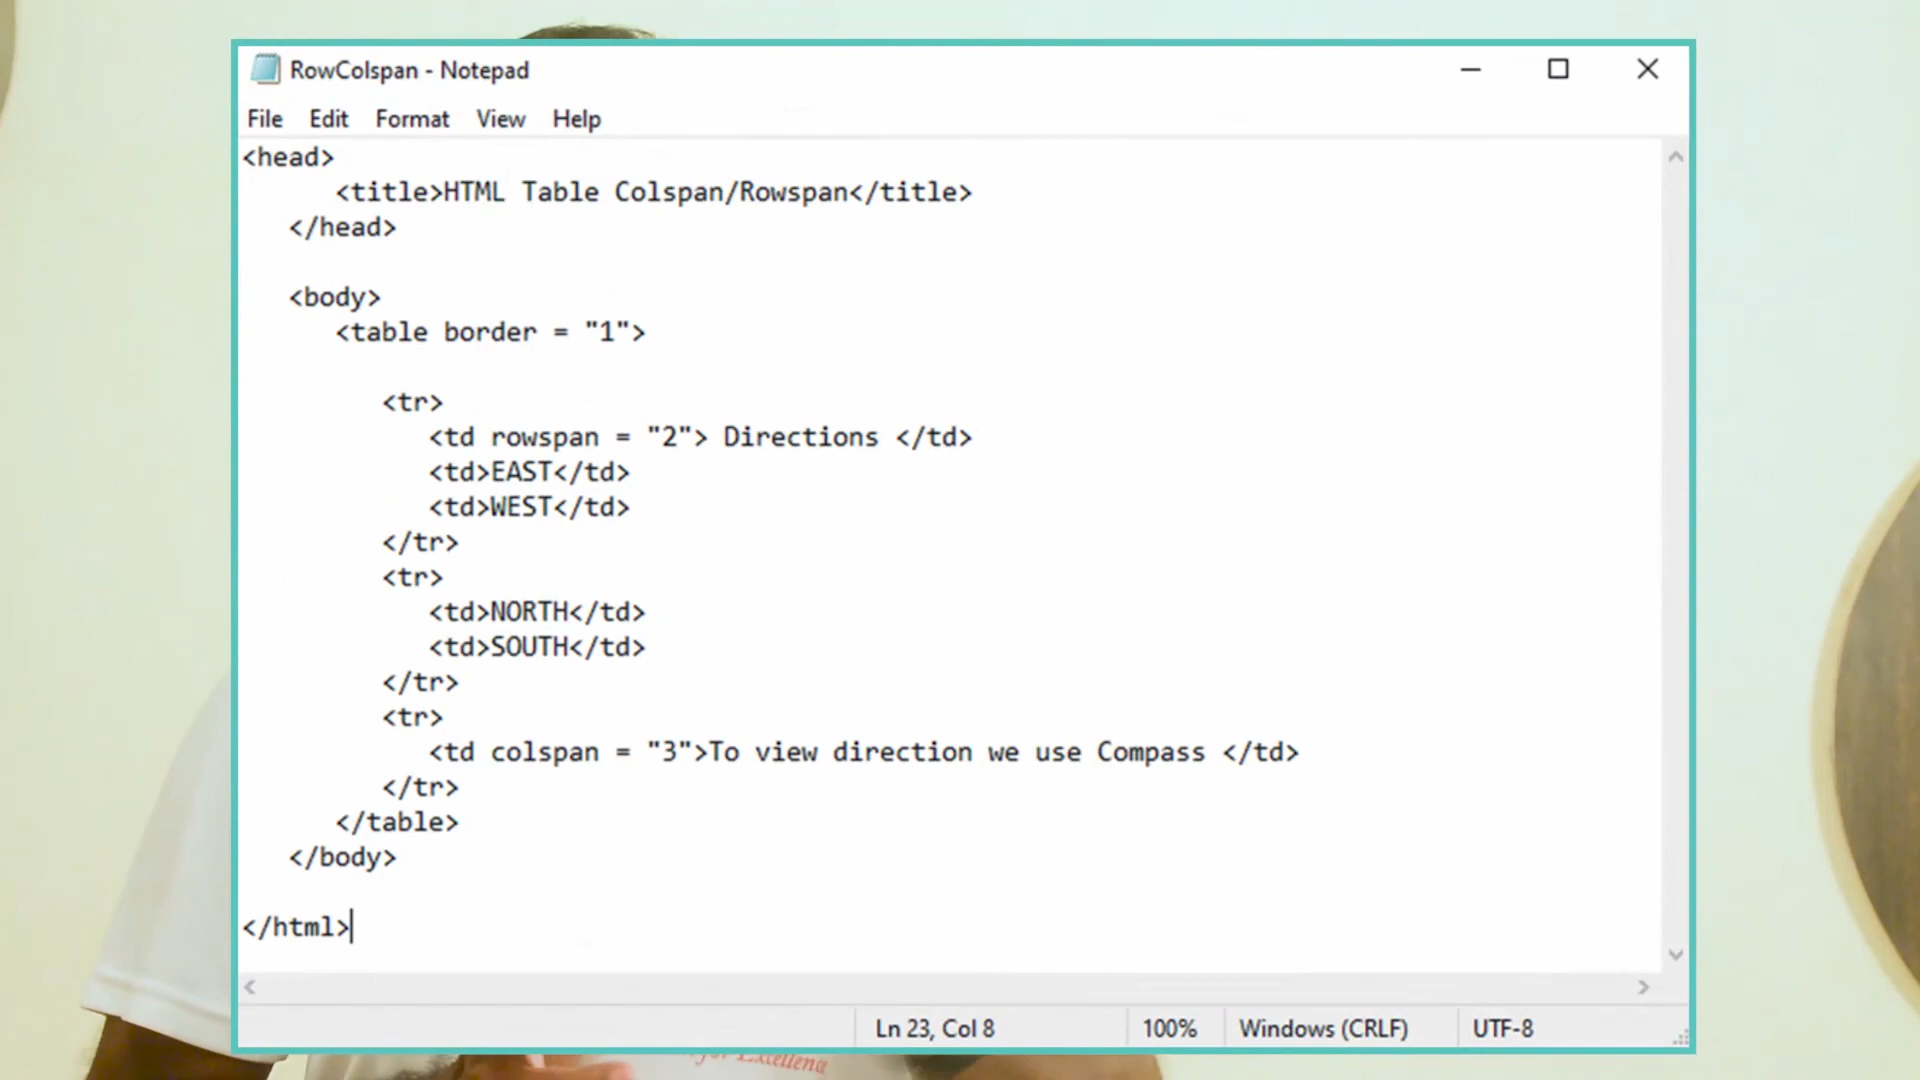 RowColspan - Notepad
File Edit Format View Help
<head>
<title>HTML Table Colspan/Rowspan</title>
</head>
<body>
<table border = "1">
<tr>
<td rowspan = "2"> Directions </td>
<td>EAST</td>
<td>WEST</td>
</tr>
<tr>
<td>NORTH</td>
<td>SOUTH</td>
</tr>
<tr>
<td colspan = "3">To view direction we use Compass </td>
</tr>
</table>
</body>
</html>
Ln 23, Col 8 100% Windows (CRLF) UTF-8